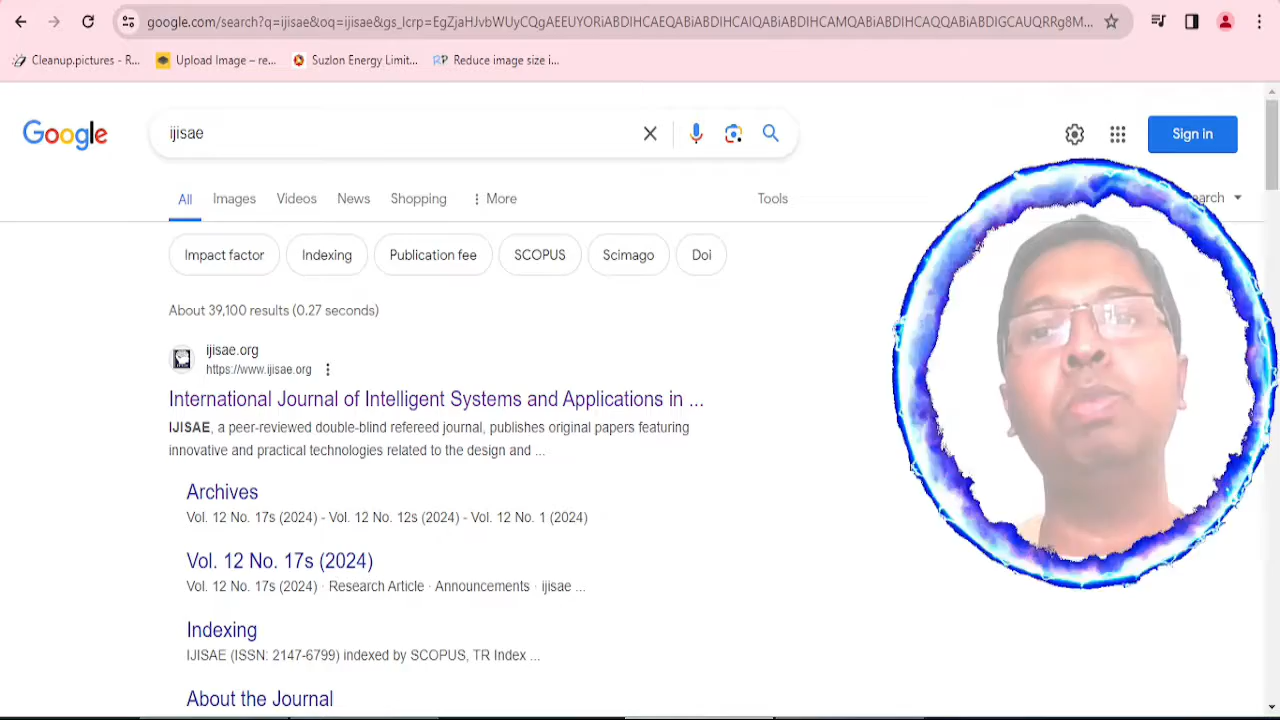 google.com/search?q=ijisae&oq=ijisae&gs_lcrp=EgZjaHJvbWUyCQgAEEUYORiABDIHCAEQABiABDIHCAIQABiABDIHCAMQABiABDIHCAQQABiABDIGCAUQRRg8M...
Cleanup.pictures - R... Upload Image – re... Suzlon Energy Limit... RP Reduce image size i...
Google ijisae Sign in
All Images Videos News Shopping More Tools
Impact factor Indexing Publication fee SCOPUS Scimago Doi
About 39,100 results (0.27 seconds)
ijisae.org
https://www.ijisae.org
International Journal of Intelligent Systems and Applications in ...
IJISAE, a peer-reviewed double-blind refereed journal, publishes original papers featuring
innovative and practical technologies related to the design and ...
Archives
Vol. 12 No. 17s (2024) - Vol. 12 No. 12s (2024) - Vol. 12 No. 1 (2024)
Vol. 12 No. 17s (2024)
Vol. 12 No. 17s (2024) · Research Article · Announcements · ijisae ...
Indexing
IJISAE (ISSN: 2147-6799) indexed by SCOPUS, TR Index ...
About the Journal